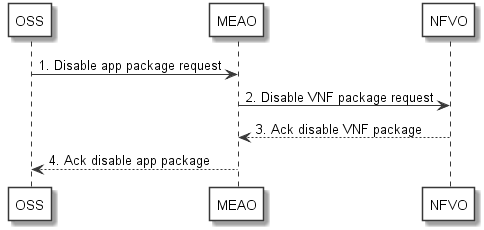 OSS MEAO NFVO
1. Disable app package request
2. Disable VNF package request
3. Ack disable VNF package
4. Ack disable app package
OSS MEAO NFVO